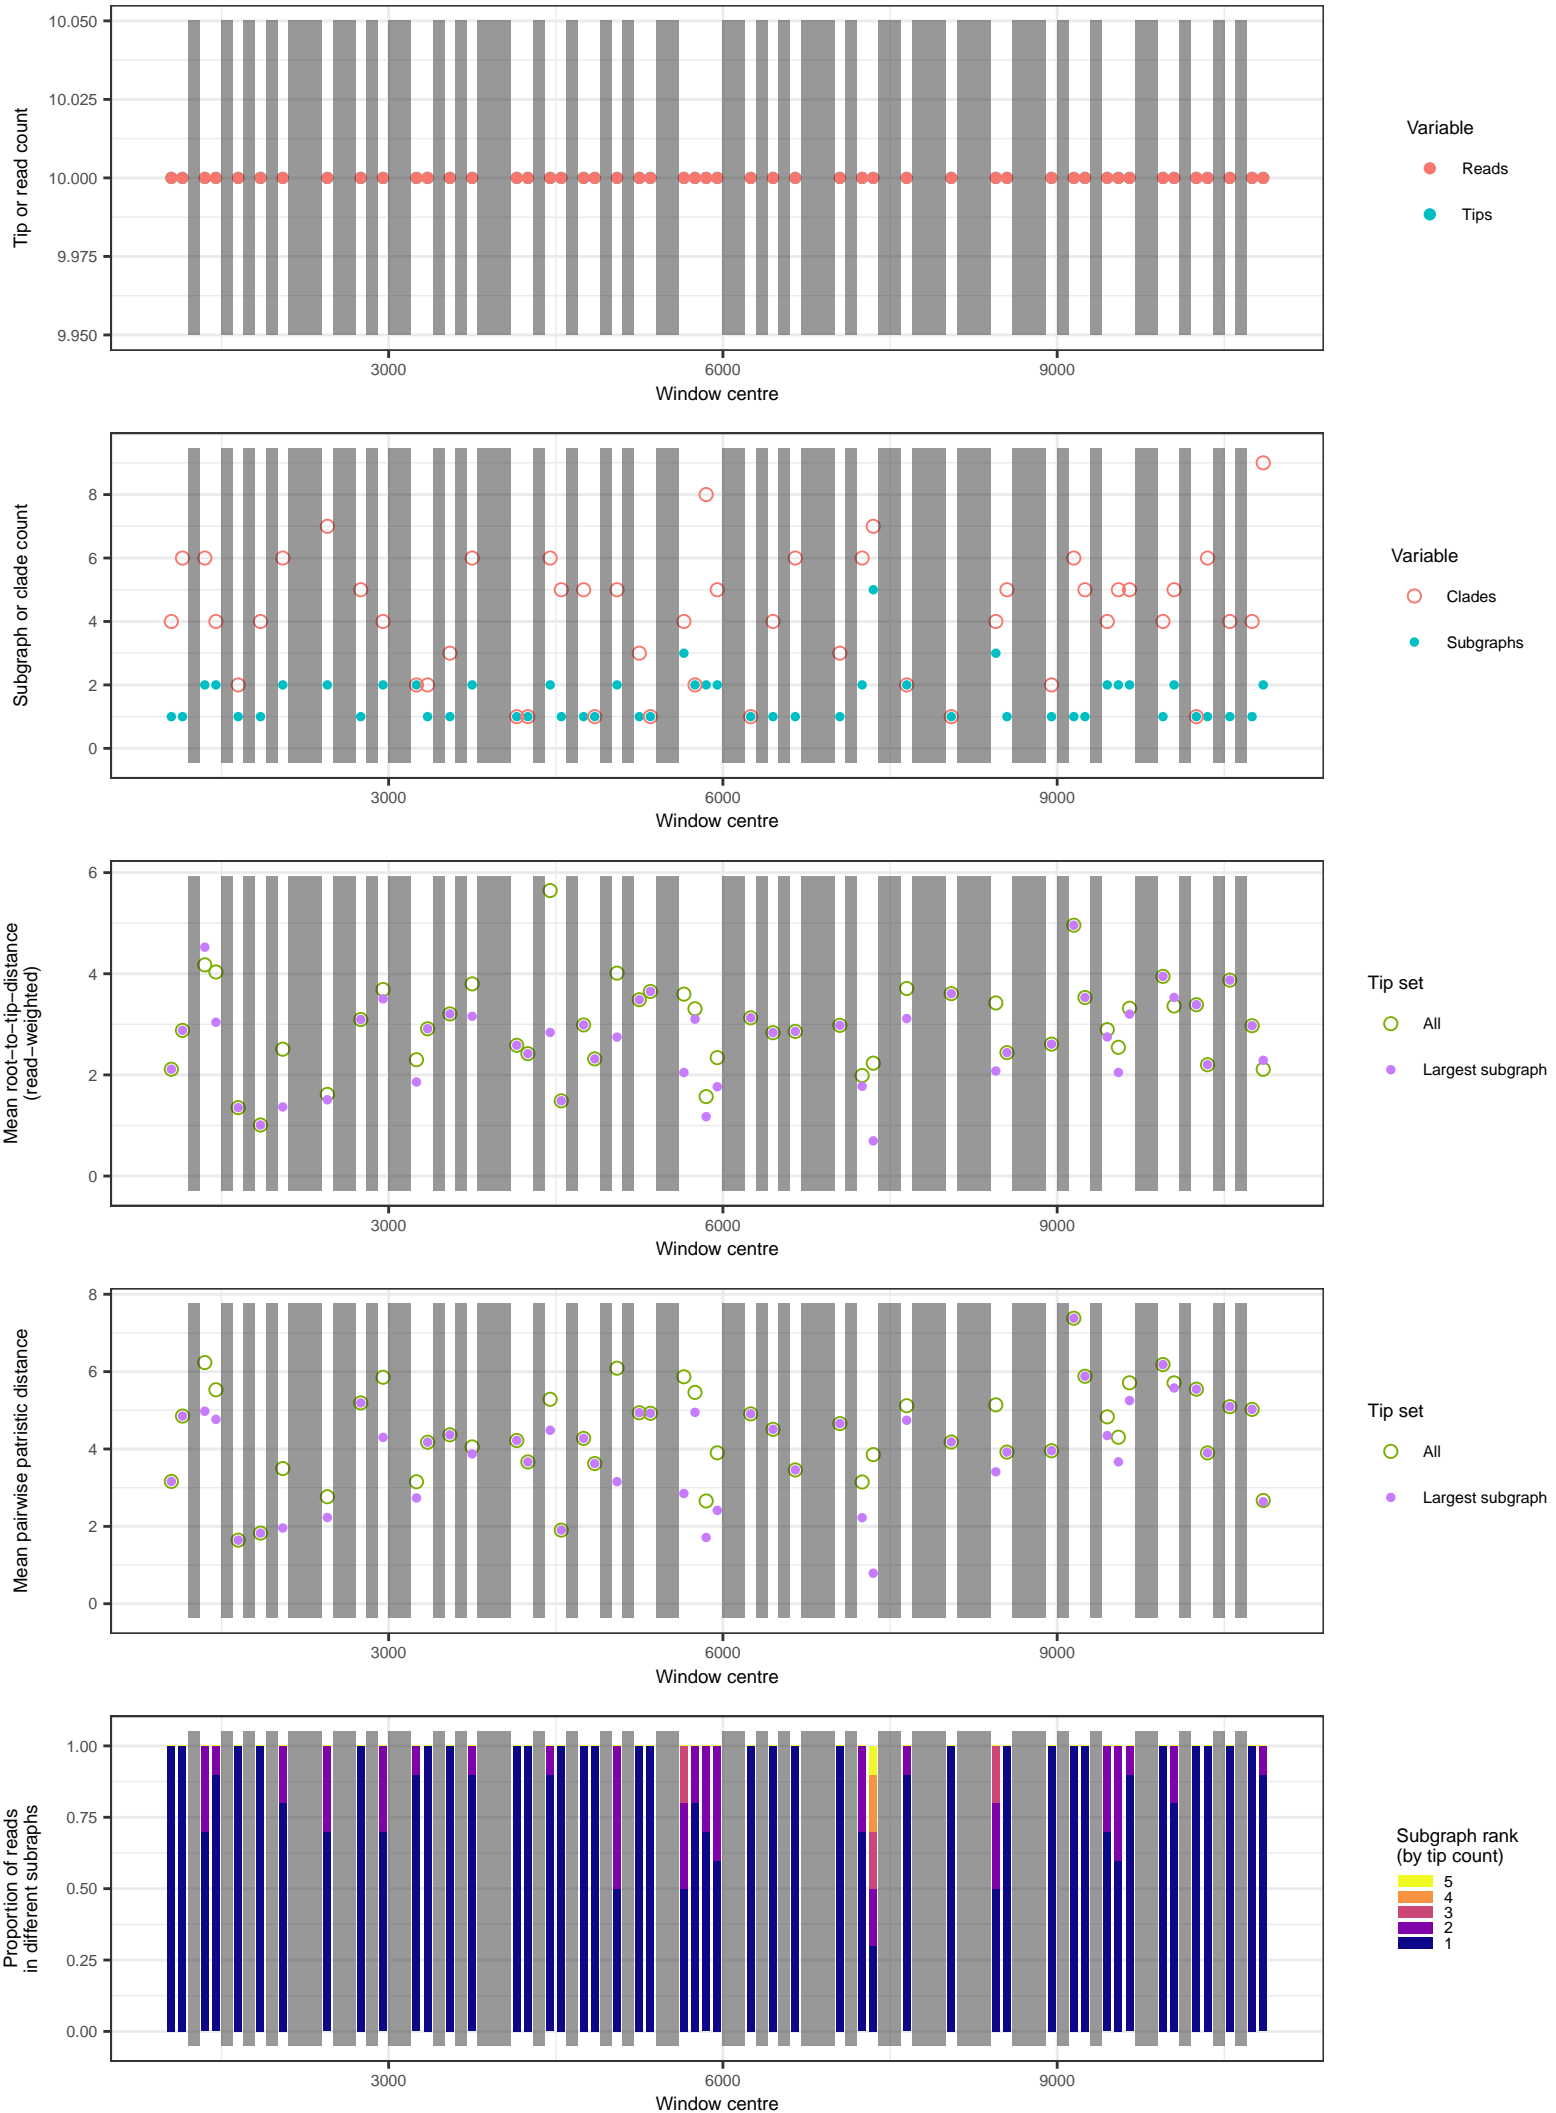 10.050
10.025
10.000
9.975
9.950
Tip or read count
3000
6000
9000
Window centre
Variable
Reads
Tips
8
6
4
2
0
Subgraph or clade count
3000
6000
9000
Window centre
Variable
Clades
Subgraphs
6
4
2
0
Mean root−to−tip−distance
(read−weighted)
3000
6000
9000
Window centre
Tip set
All
Largest subgraph
8
6
4
2
0
Mean pairwise patristic distance
3000
6000
9000
Window centre
Tip set
All
Largest subgraph
1.00
0.75
0.50
0.25
0.00
Proportion of reads
in different subraphs
3000
6000
9000
Window centre
Subgraph rank
(by tip count)
5
4
3
2
1